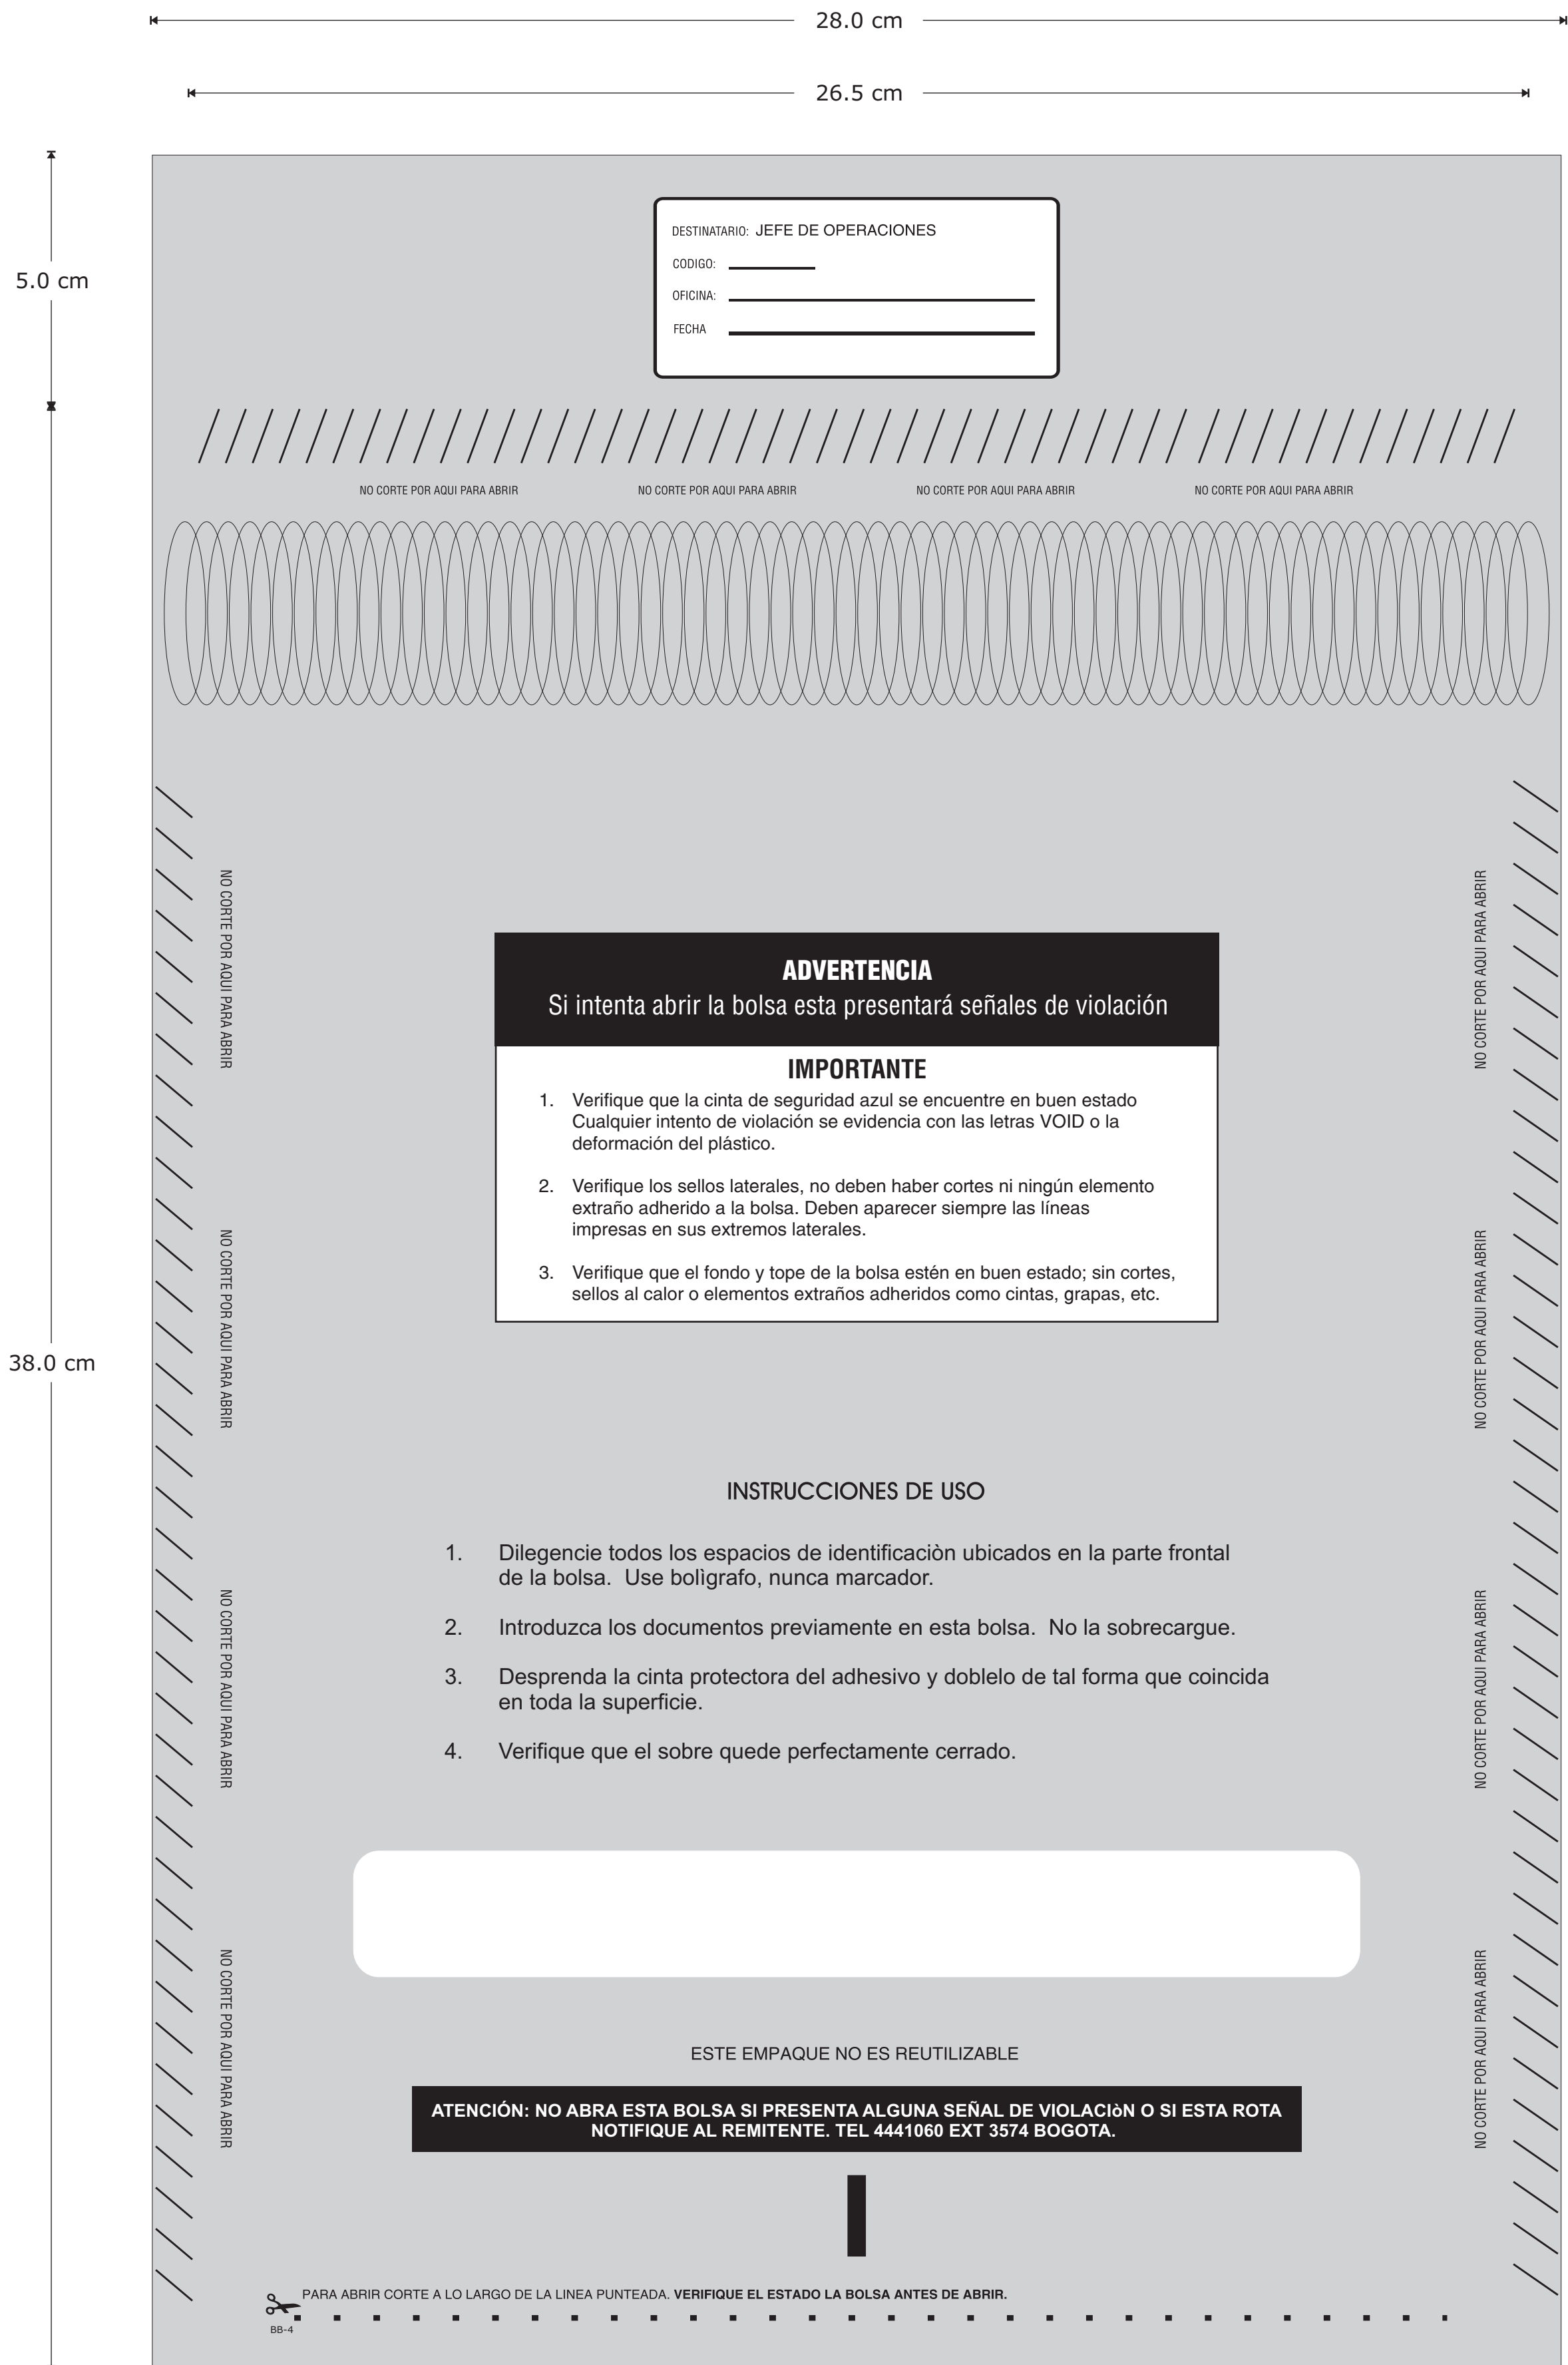 28.0 cm
26.5 cm
5.0 cm
DESTINATARIO: JEFE DE OPERACIONES
CODIGO:
OFICINA:
FECHA
NO CORTE POR AQUI PARA ABRIR NO CORTE POR AQUI PARA ABRIR NO CORTE POR AQUI PARA ABRIR NO CORTE POR AQUI PARA ABRIR
NO CORTE POR AQUI PARA ABRIR
NO CORTE POR AQUI PARA ABRIR
NO CORTE POR AQUI PARA ABRIR
NO CORTE POR AQUI PARA ABRIR
ADVERTENCIA
Si intenta abrir la bolsa esta presentará señales de violación
IMPORTANTE
1. Verifique que la cinta de seguridad azul se encuentre en buen estado
Cualquier intento de violación se evidencia con las letras VOID o la
deformación del plástico.
2. Verifique los sellos laterales, no deben haber cortes ni ningún elemento
extraño adherido a la bolsa. Deben aparecer siempre las líneas
impresas en sus extremos laterales.
3. Verifique que el fondo y tope de la bolsa estén en buen estado; sin cortes,
sellos al calor o elementos extraños adheridos como cintas, grapas, etc.
38.0 cm
INSTRUCCIONES DE USO
1. Dilegencie todos los espacios de identificaciòn ubicados en la parte frontal
de la bolsa. Use bolìgrafo, nunca marcador.
2. Introduzca los documentos previamente en esta bolsa. No la sobrecargue.
3. Desprenda la cinta protectora del adhesivo y doblelo de tal forma que coincida
en toda la superficie.
4. Verifique que el sobre quede perfectamente cerrado.
NO CORTE POR AQUI PARA ABRIR
NO CORTE POR AQUI PARA ABRIR
NO CORTE POR AQUI PARA ABRIR
NO CORTE POR AQUI PARA ABRIR
ESTE EMPAQUE NO ES REUTILIZABLE
ATENCIÓN: NO ABRA ESTA BOLSA SI PRESENTA ALGUNA SEÑAL DE VIOLACIòN O SI ESTA ROTA
NOTIFIQUE AL REMITENTE. TEL 4441060 EXT 3574 BOGOTA.
PARA ABRIR CORTE A LO LARGO DE LA LINEA PUNTEADA. VERIFIQUE EL ESTADO LA BOLSA ANTES DE ABRIR.
BB-4